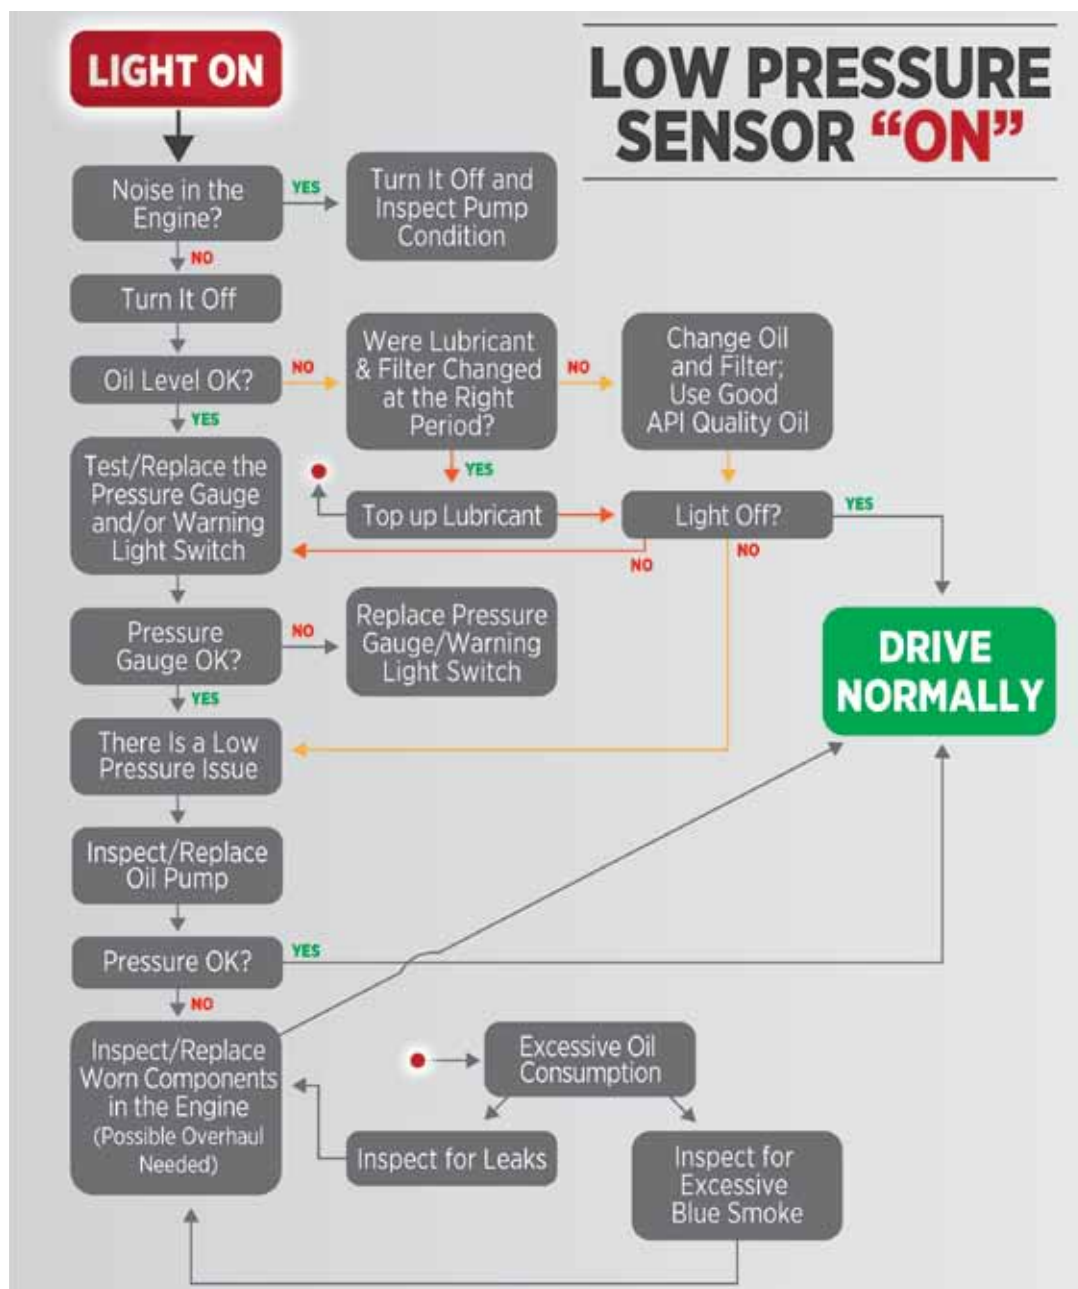 LIGHT ON
LOW PRESSURE
SENSOR “ON”
Noise in the
Engine?
YES
Turn It Off and
Inspect Pump
Condition
NO
Turn It Off
Oil Level OK?
NO
Were Lubricant
& Filter Changed
at the Right
Period?
NO
Change Oil
and Filter;
Use Good
API Quality Oil
YES
YES
Test/Replace the
Pressure Gauge
and/or Warning
Light Switch
Top up Lubricant
Light Off?
YES
NO
NO
Pressure
Gauge OK?
NO
Replace Pressure
Gauge/Warning
Light Switch
DRIVE
NORMALLY
YES
There Is a Low
Pressure Issue
Inspect/Replace
Oil Pump
Pressure OK?
YES
NO
Inspect/Replace
Worn Components
in the Engine
(Possible Overhaul
Needed)
Excessive Oil
Consumption
Inspect for Leaks
Inspect for
Excessive
Blue Smoke